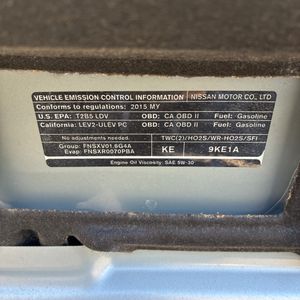 VEHICLE EMISSION CONTROL INFORMATION NISSAN MOTOR CO., LTD
Conforms to regulations: 2015 MY
U.S. EPA: T2B5 LDV OBD: CA OBD II Fuel: Gasoline
California: LEV2-ULEV PC OBD: CA OBD II Fuel: Gasoline
No adjustments needed. TWC(2)/HO2S/WR-HO2S/SFI
Group: FNSXV01.6G4A KE 9KE1A
Evap: FNSXR0070PBA
Engine Oil Viscosity: SAE 5W-30